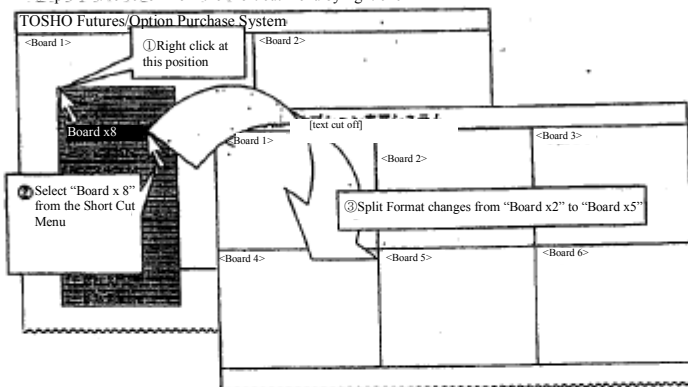 TOSHO Futures/Option Purchase System
<Board 1>
<Board 2>
①Right click at
this position
Board x8
[text cut off]
<Board 1>
<Board 2>
<Board 3>
②Select “Board x 8”
from the Short Cut
Menu
③Split Format changes from “Board x2” to “Board x5”
<Board 4>
<Board 5>
<Board 6>